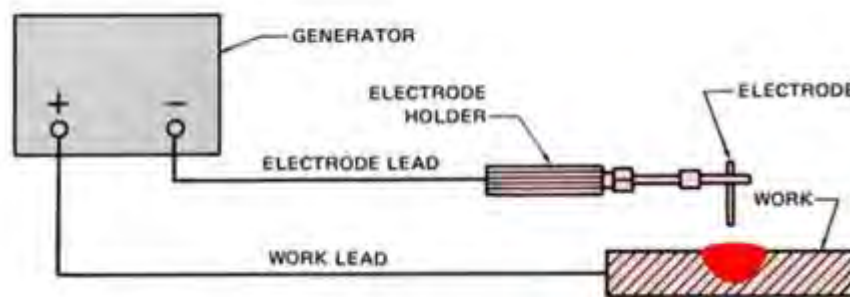 GENERATOR
+ −
ELECTRODE
HOLDER
ELECTRODE
ELECTRODE LEAD
WORK
WORK LEAD